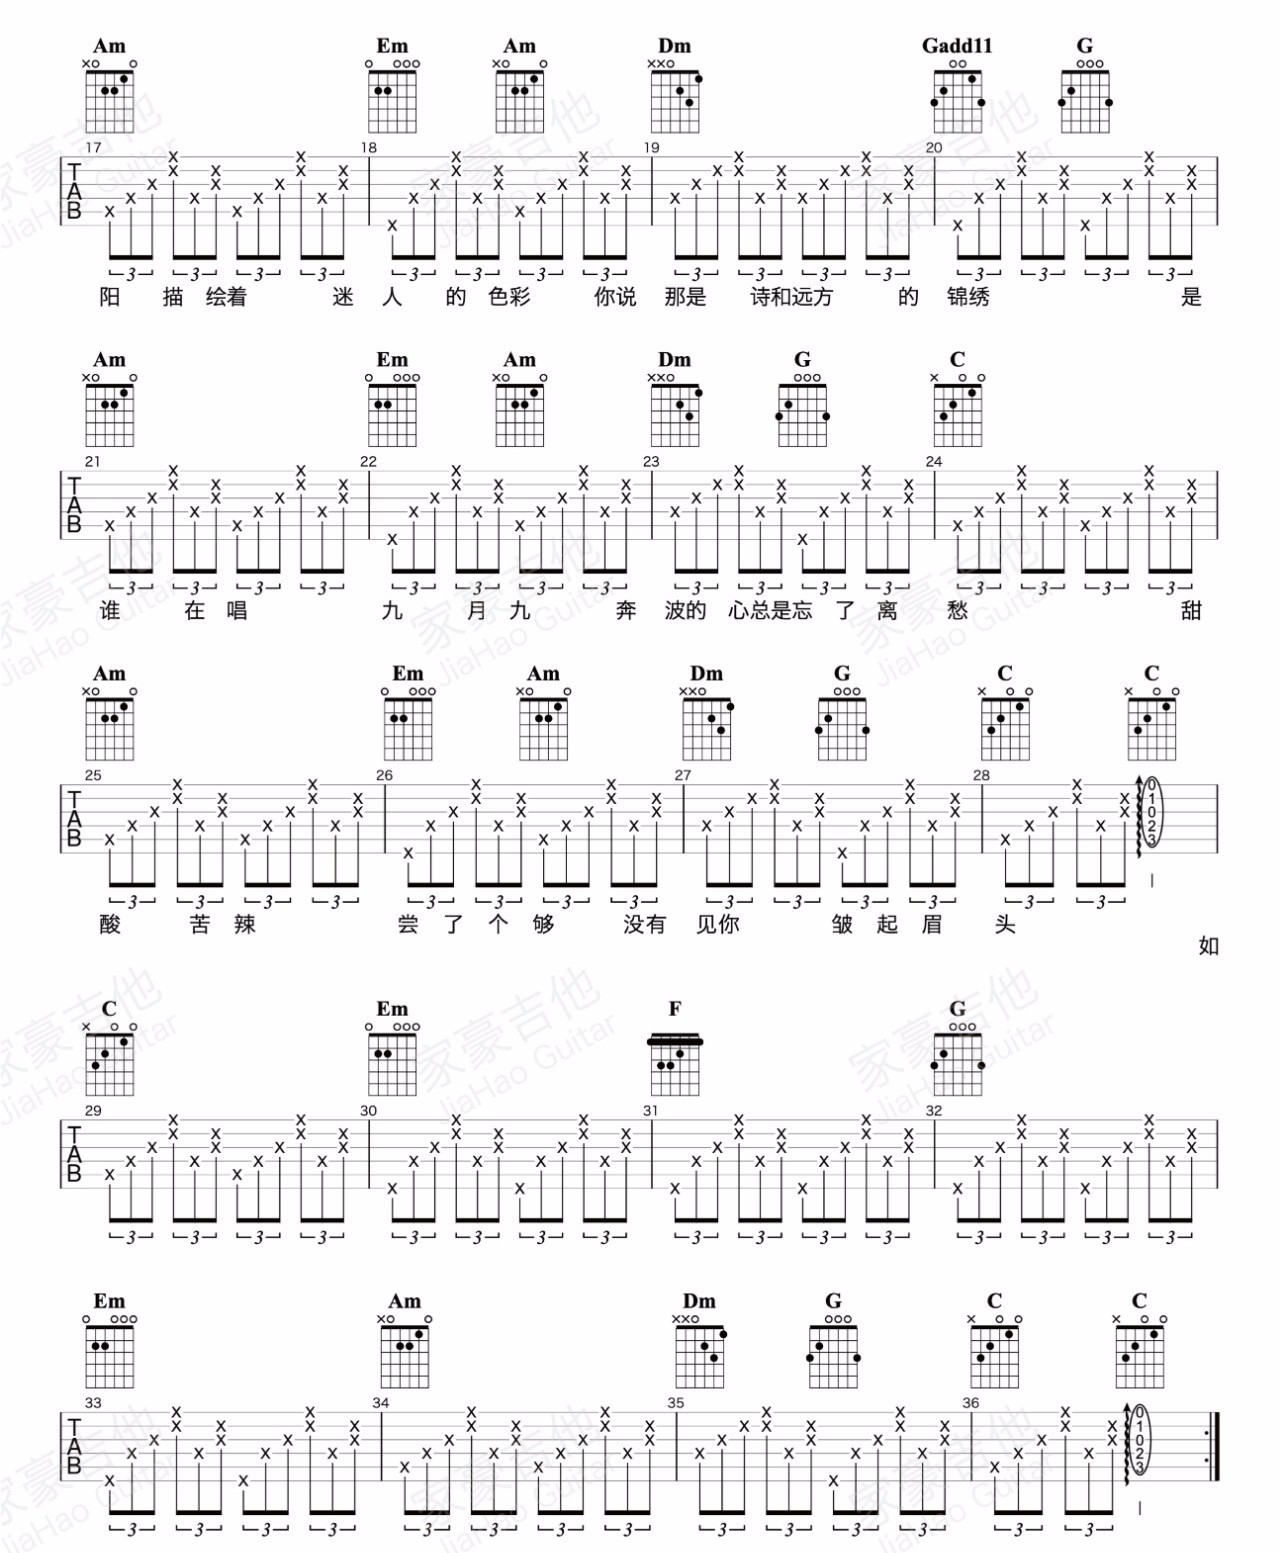 Am Em Am Dm Gadd11 G
17 18 19 20
TAB
3 3 3 3 3 3 3 3 3 3 3 3 3 3 3 3
阳 描 绘着 迷 人 的 色彩 你说 那是 诗和远方 的 锦绣 是
Am Em Am Dm G C
21 22 23 24
TAB
3 3 3 3 3 3 3 3 3 3 3 3 3 3 3 3
谁 在 唱 九 月 九 奔 波的 心总是忘 了 离 愁 甜
Am Em Am Dm G C C
25 26 27 28
TAB
0
1
0
2
3
3 3 3 3 3 3 3 3 3 3 3 3 3 3
酸 苦 辣 尝 了 个 够 没有 见你 皱 起 眉 头
如
C Em F G
29 30 31 32
TAB
3 3 3 3 3 3 3 3 3 3 3 3 3 3 3 3
Em Am Dm G C C
33 34 35 36
TAB
0
1
0
2
3
3 3 3 3 3 3 3 3 3 3 3 3 3 3
家豪吉他
JiaHao Guitar